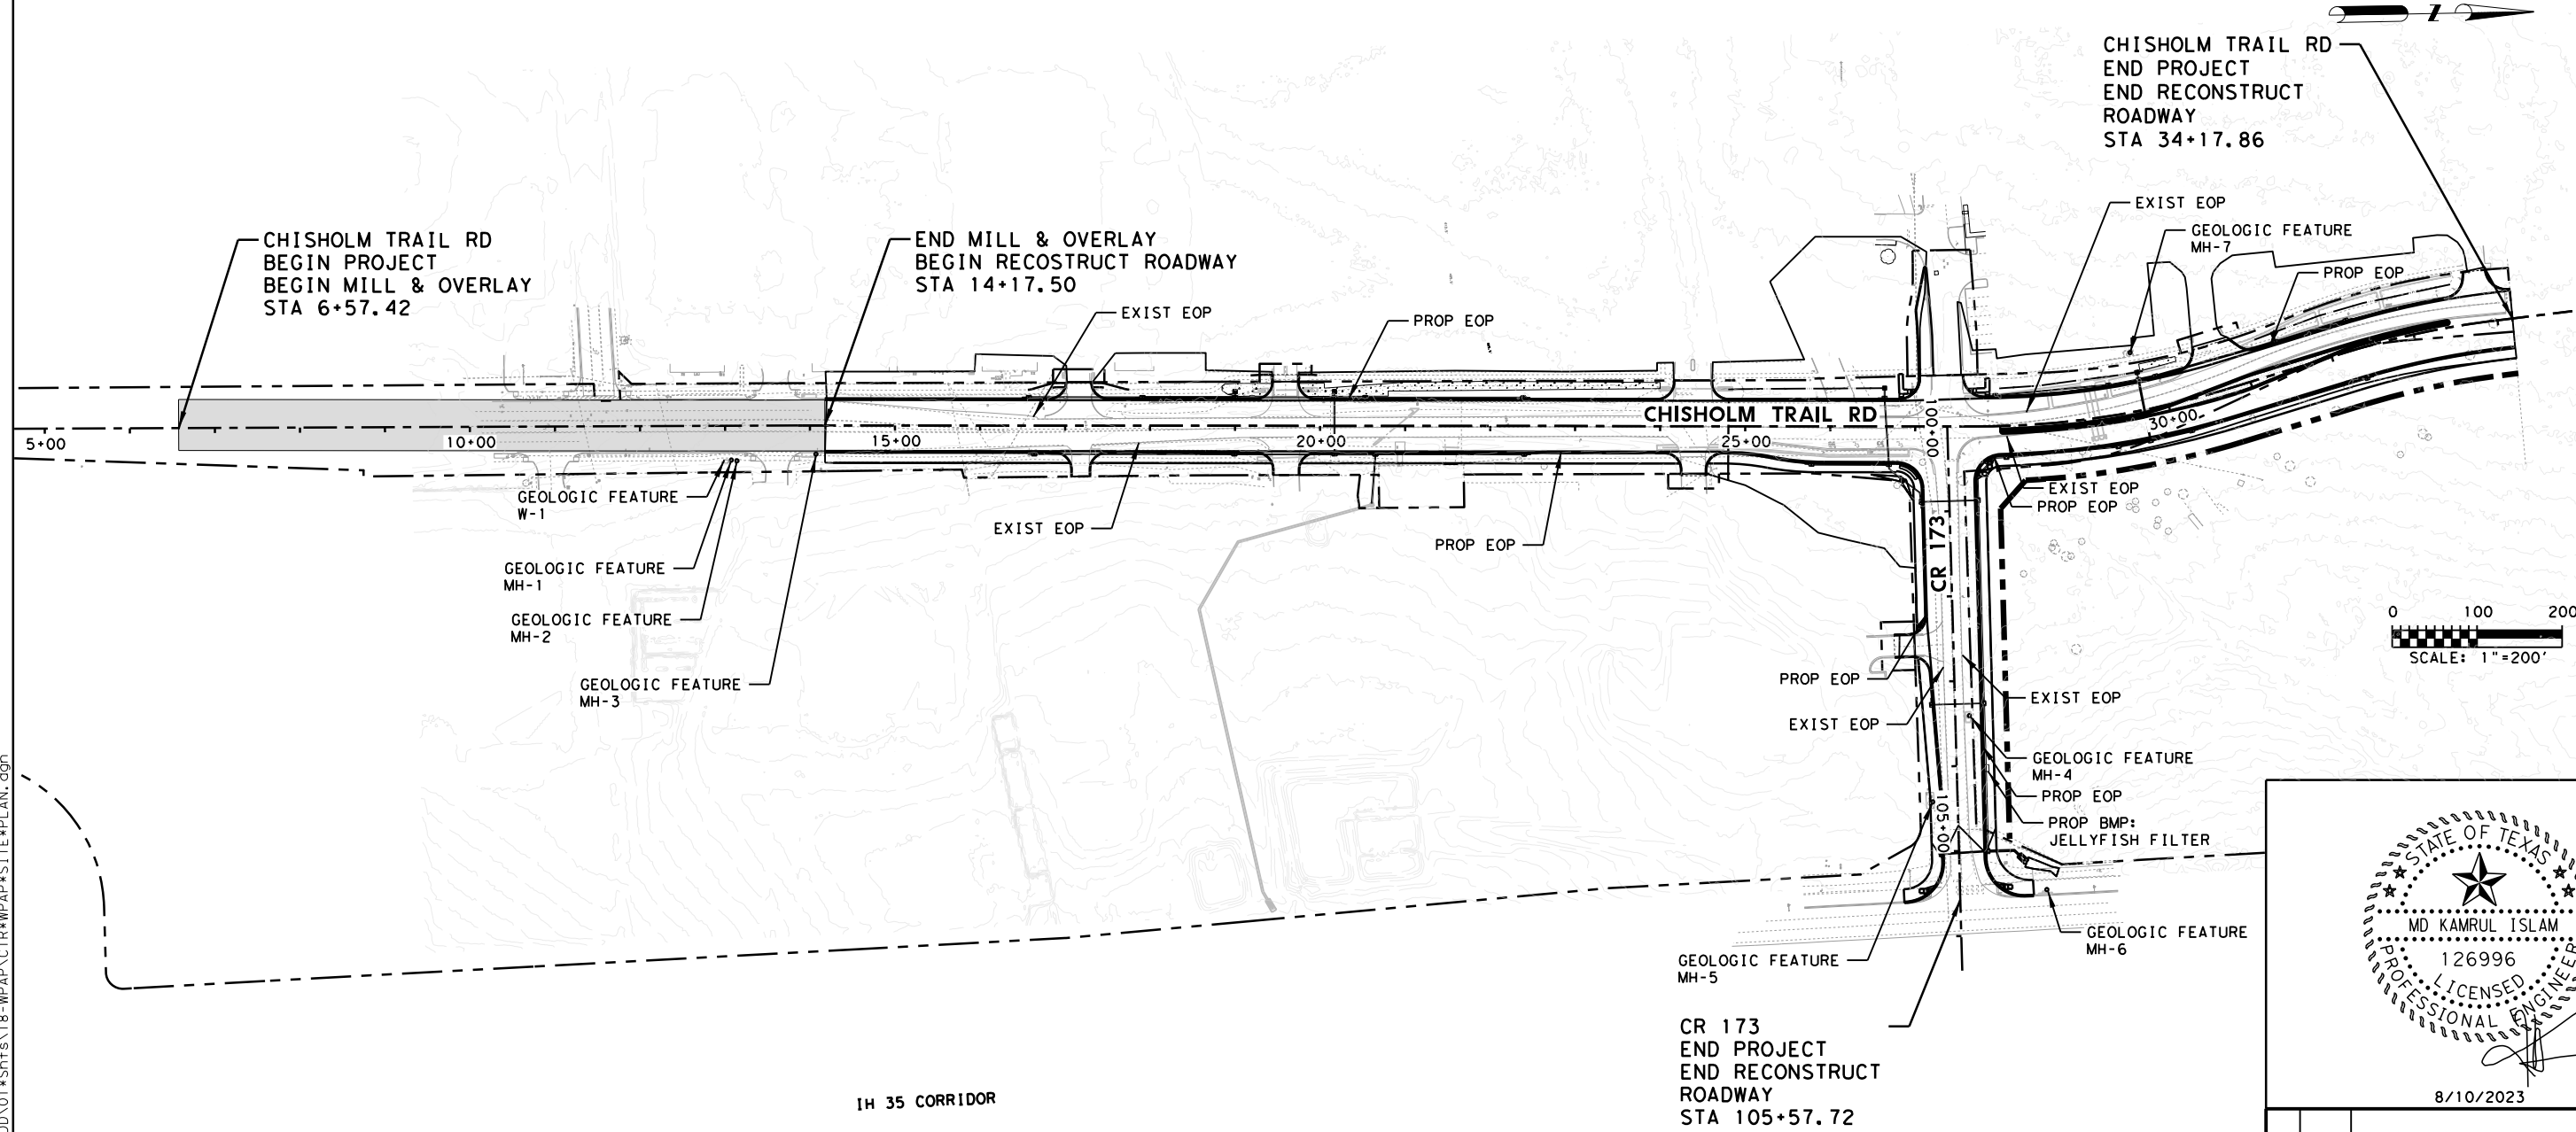 Z
CHISHOLM TRAIL RD
END PROJECT
END RECONSTRUCT
ROADWAY
STA 34+17.86
EXIST EOP
GEOLOGIC FEATURE
MH-7
PROP EOP
CHISHOLM TRAIL RD
BEGIN PROJECT
BEGIN MILL & OVERLAY
STA 6+57.42
END MILL & OVERLAY
BEGIN RECOSTRUCT ROADWAY
STA 14+17.50
EXIST EOP
PROP EOP
CHISHOLM TRAIL RD
5+00
10+00
15+00
20+00
25+00
100+00
30+00
GEOLOGIC FEATURE
W-1
EXIST EOP
PROP EOP
EXIST EOP
PROP EOP
GEOLOGIC FEATURE
MH-1
GEOLOGIC FEATURE
MH-2
GEOLOGIC FEATURE
MH-3
CR 173
0 100 200
SCALE: 1"=200'
PROP EOP
EXIST EOP
EXIST EOP
GEOLOGIC FEATURE
MH-4
PROP EOP
PROP BMP:
JELLYFISH FILTER
105+00
GEOLOGIC FEATURE
MH-5
GEOLOGIC FEATURE
MH-6
CR 173
END PROJECT
END RECONSTRUCT
ROADWAY
STA 105+57.72
IH 35 CORRIDOR
STATE OF TEXAS
MD KAMRUL ISLAM
126996
LICENSED
PROFESSIONAL ENGINEER
8/10/2023